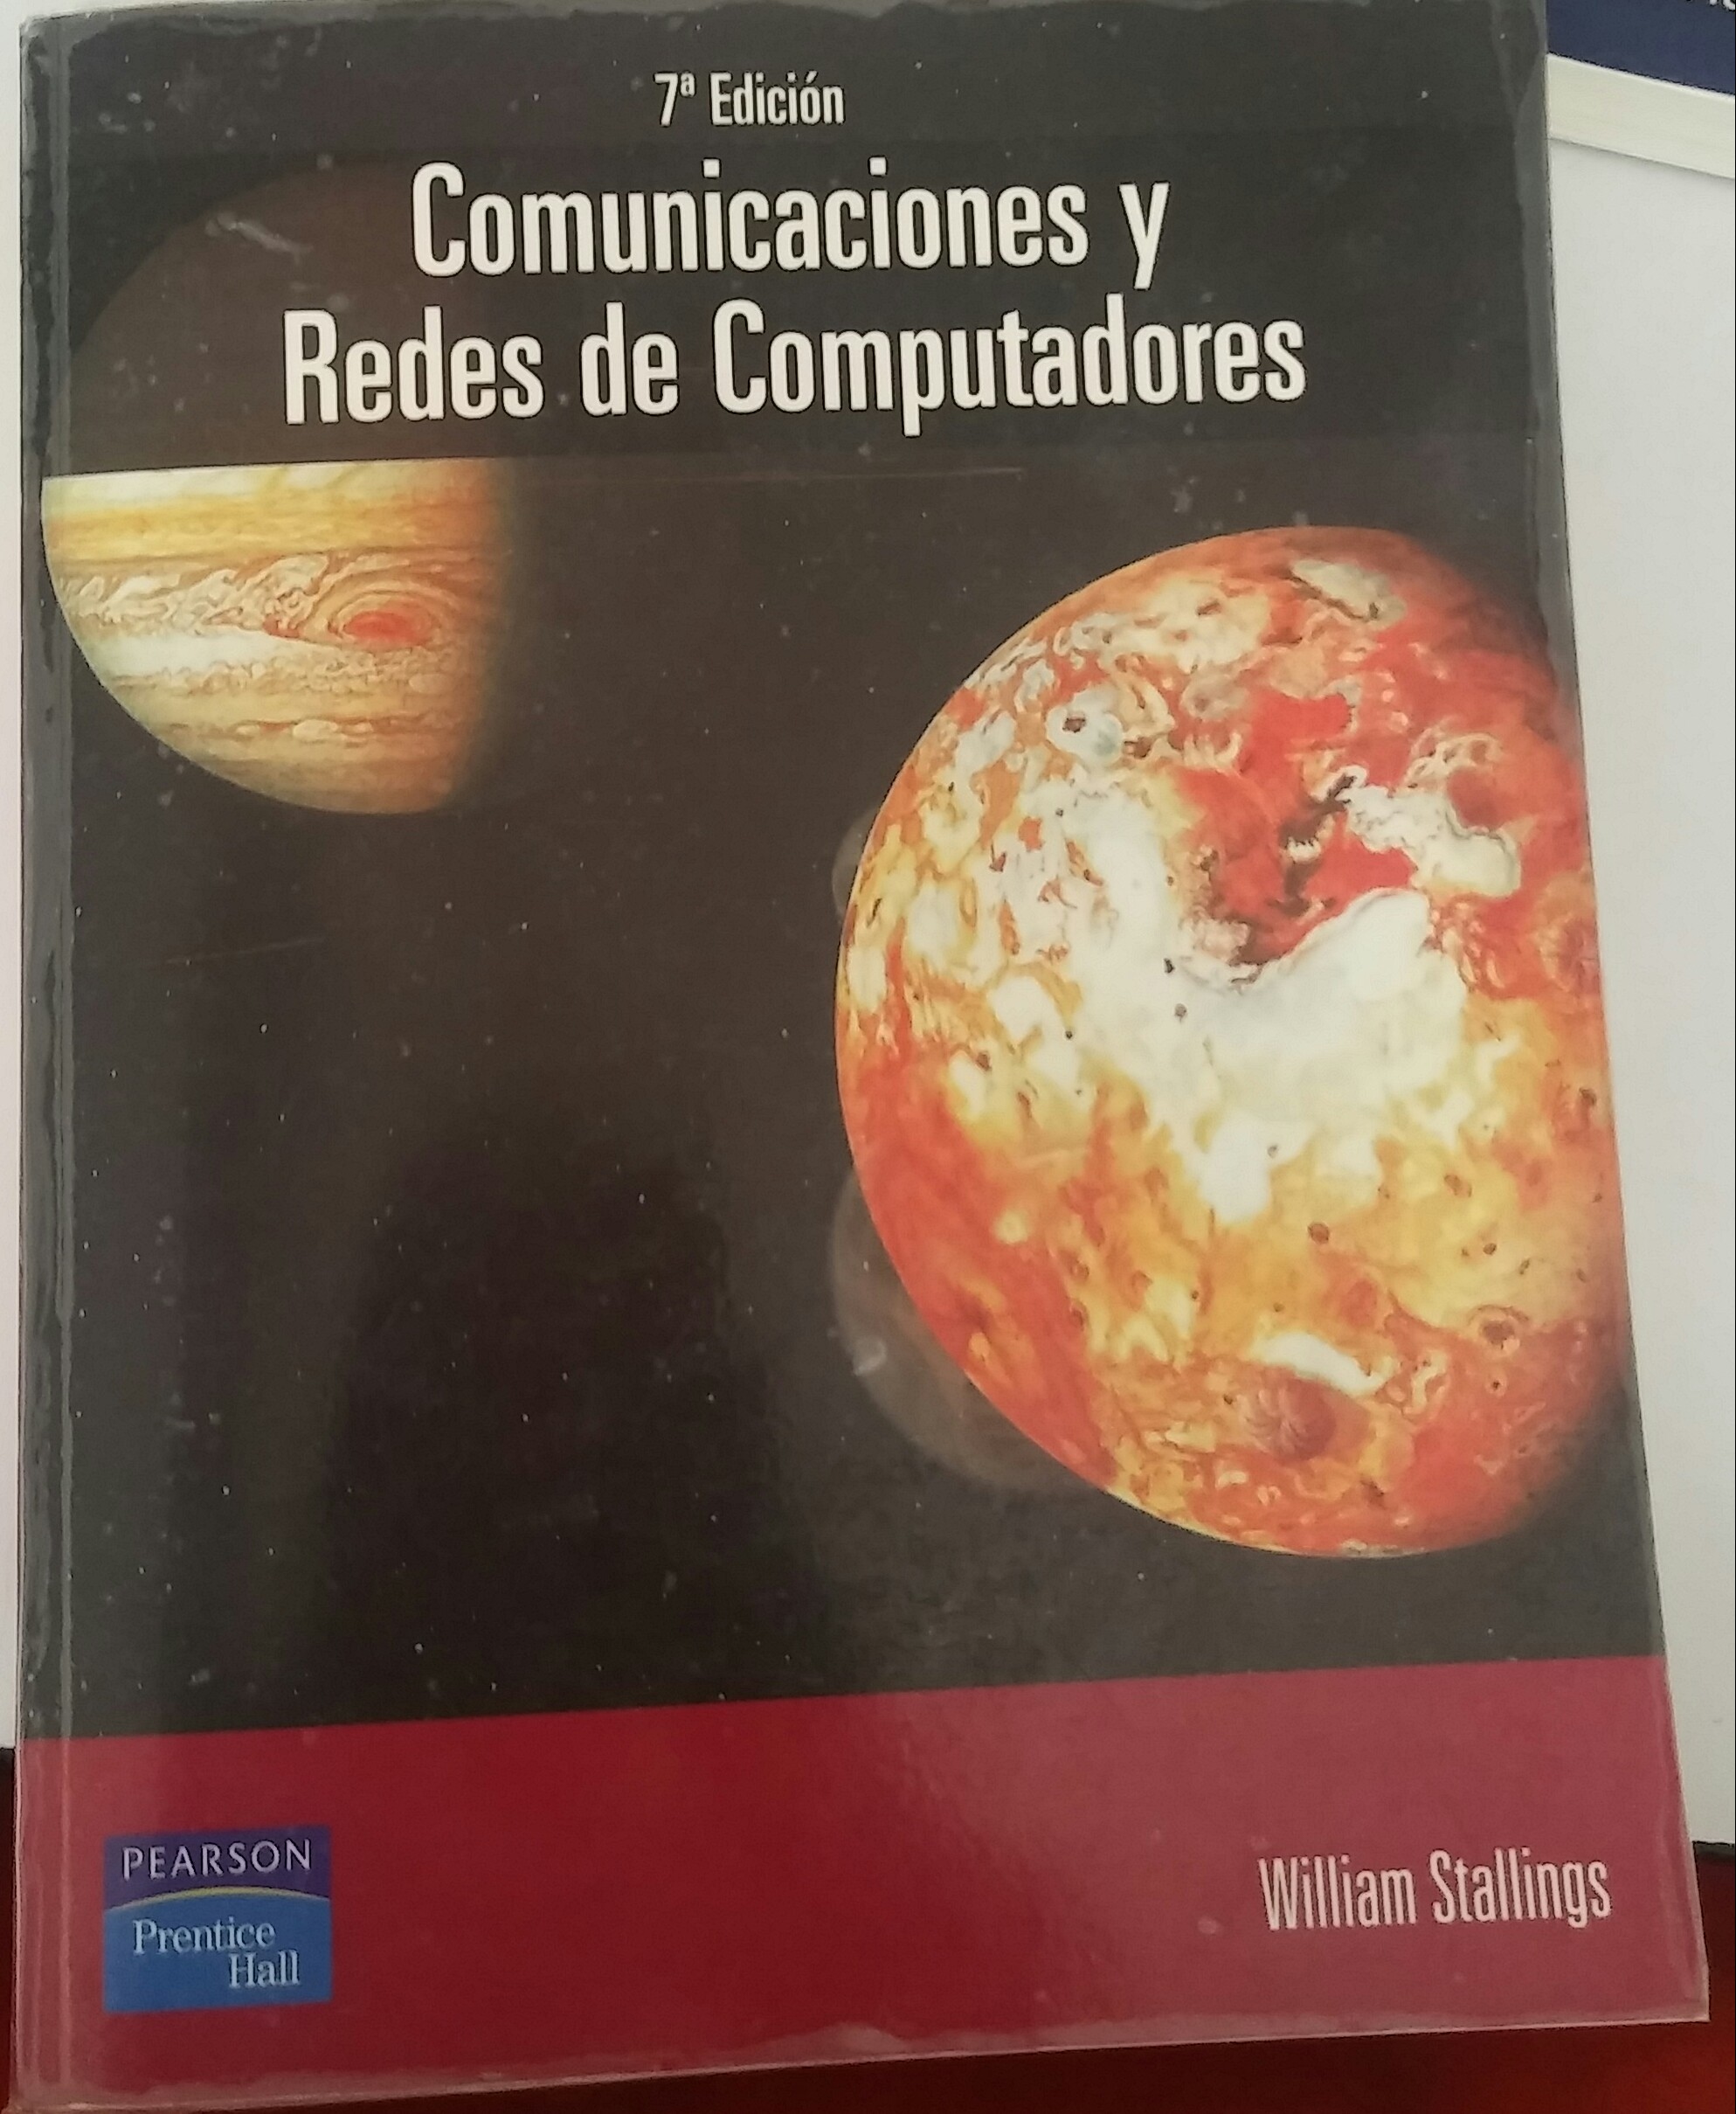 7ª Edición
Comunicaciones y
Redes de Computadores
PEARSON
Prentice
Hall
William Stallings